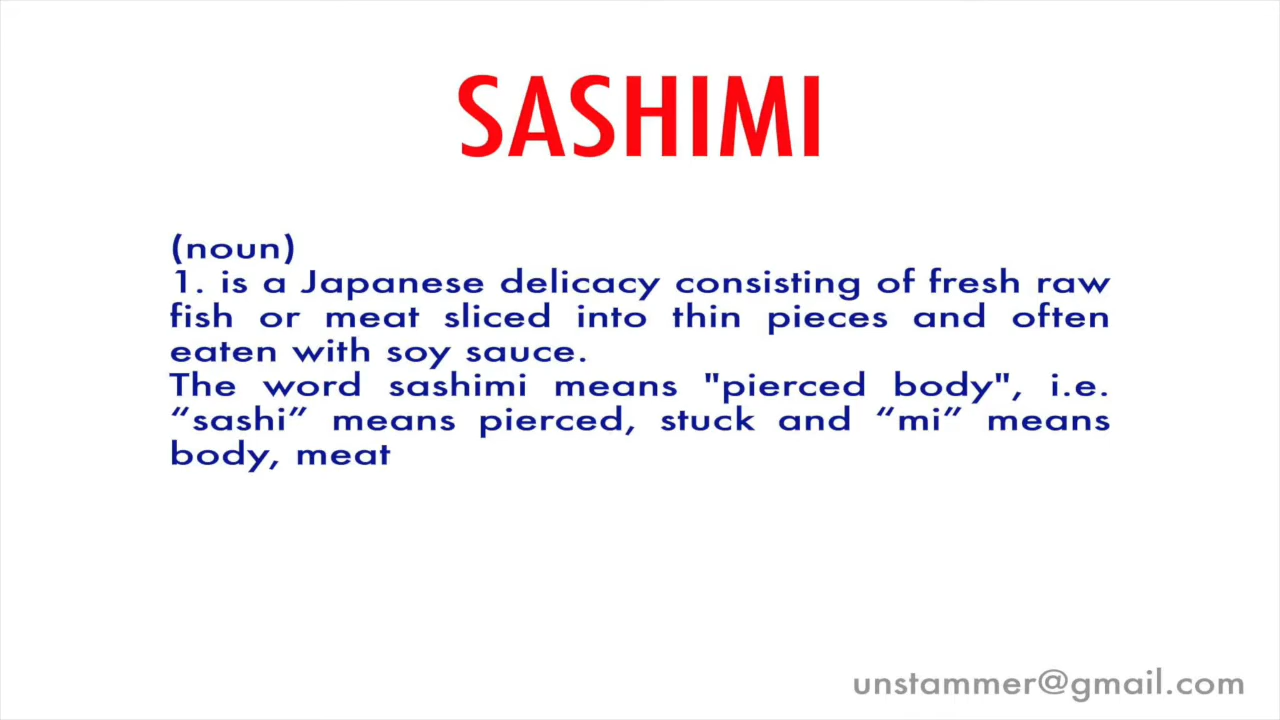 SASHIMI
(noun)
1. is a Japanese delicacy consisting of fresh raw
fish or meat sliced into thin pieces and often
eaten with soy sauce.
The word sashimi means "pierced body", i.e.
“sashi” means pierced, stuck and “mi” means
body, meat
unstammer@gmail.com